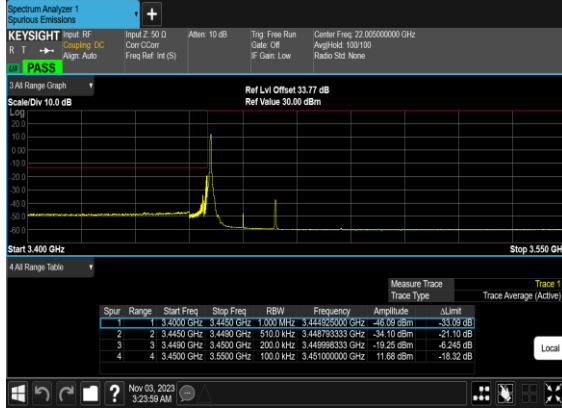 Spectrum Analyzer 1
Spurious Emissions
+
KEYSIGHT Input: RF Input Z: 50 Ω Atten: 10 dB Trig: Free Run Center Freq: 22.005000000 GHz
R T Coupling: DC Corr CCorr Gate: Off Avg|Hold: 100/100
Align: Auto Freq Ref: Int (S) IF Gain: Low Radio Std: None
PASS
3 All Range Graph
Ref Lvl Offset 33.77 dB
Scale/Div 10.0 dB Ref Value 30.00 dBm
Log
20.0
10.0
0.00
-10.0
-20.0
-30.0
-40.0
-50.0
-60.0
Start 3.400 GHz Stop 3.550 GH
4 All Range Table
Measure Trace Trace 1
Trace Type Trace Average (Active)
Spur Range Start Freq Stop Freq RBW Frequency Amplitude ΔLimit
1 1 3.4000 GHz 3.4450 GHz 1.000 MHz 3.444925000 GHz -46.09 dBm -33.09 dB
2 2 3.4450 GHz 3.4490 GHz 510.0 kHz 3.448793333 GHz -34.10 dBm -21.10 dB
3 3 3.4490 GHz 3.4500 GHz 200.0 kHz 3.449998333 GHz -19.25 dBm -6.245 dB
4 4 3.4500 GHz 3.5500 GHz 100.0 kHz 3.451000000 GHz 11.68 dBm -18.32 dB
Local
? Nov 03, 2023
3:23:59 AM